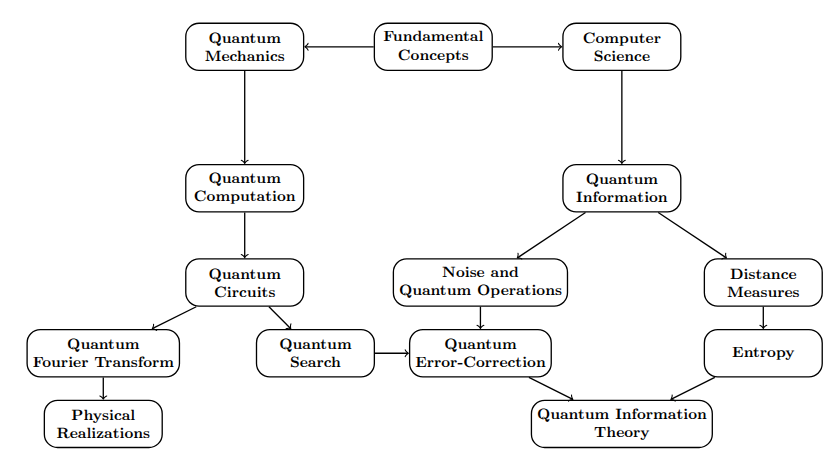 Quantum
Mechanics
Fundamental
Concepts
Computer
Science
Quantum
Computation
Quantum
Information
Quantum
Circuits
Noise and
Quantum Operations
Distance
Measures
Quantum
Fourier Transform
Quantum
Search
Quantum
Error-Correction
Entropy
Physical
Realizations
Quantum Information
Theory